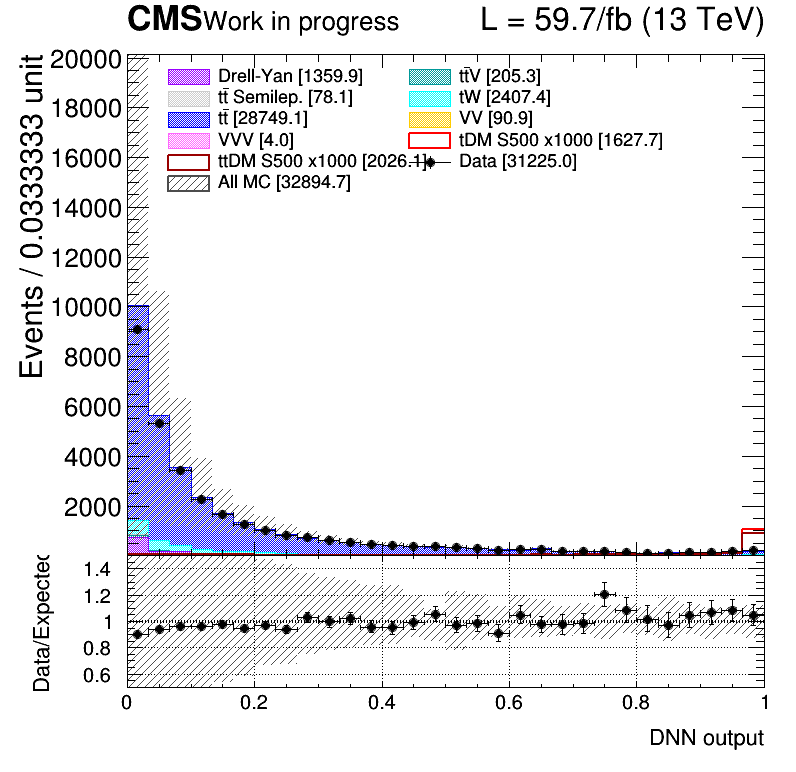 CMS Work in progress L = 59.7/fb (13 TeV)
Events / 0.0333333 unit
20000
18000
16000
14000
12000
10000
8000
6000
4000
2000
Drell-Yan [1359.9] tt̄V [205.3]
tt̄ Semilep. [78.1] tW [2407.4]
tt̄ [28749.1] VV [90.9]
VVV [4.0] tDM S500 x1000 [1627.7]
ttDM S500 x1000 [2026.1] Data [31225.0]
All MC [32894.7]
Data/Expected
1.4
1.2
1
0.8
0.6
0 0.2 0.4 0.6 0.8 1
DNN output